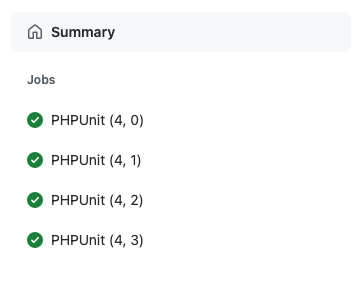 Summary
Jobs
PHPUnit (4, 0)
PHPUnit (4, 1)
PHPUnit (4, 2)
PHPUnit (4, 3)